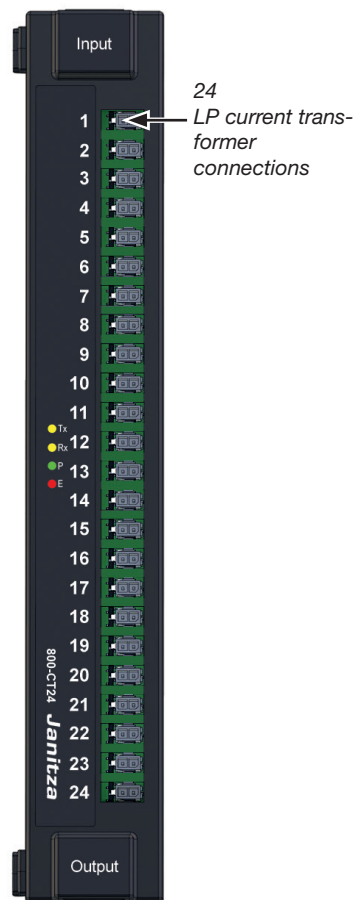 Input
24
LP current trans-
former
connections
1
2
3
4
5
6
7
8
9
10
11
Tx
Rx 12
P 13
E
14
15
16
17
18
19
20
21
22
23
24
800-CT24 Janitza
Output